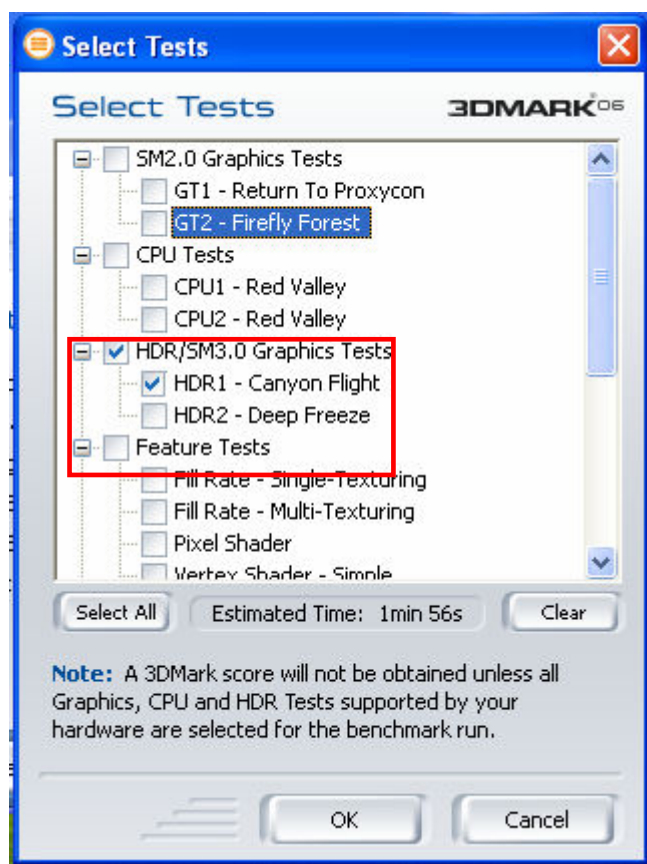 Select Tests
Select Tests 3DMARK06
SM2.0 Graphics Tests
GT1 - Return To Proxycon
GT2 - Firefly Forest
CPU Tests
CPU1 - Red Valley
CPU2 - Red Valley
HDR/SM3.0 Graphics Tests
HDR1 - Canyon Flight
HDR2 - Deep Freeze
Feature Tests
Fill Rate - Single-Texturing
Fill Rate - Multi-Texturing
Pixel Shader
Vertex Shader - Simple
Select All Estimated Time: 1min 56s Clear
Note: A 3DMark score will not be obtained unless all
Graphics, CPU and HDR Tests supported by your
hardware are selected for the benchmark run.
OK Cancel